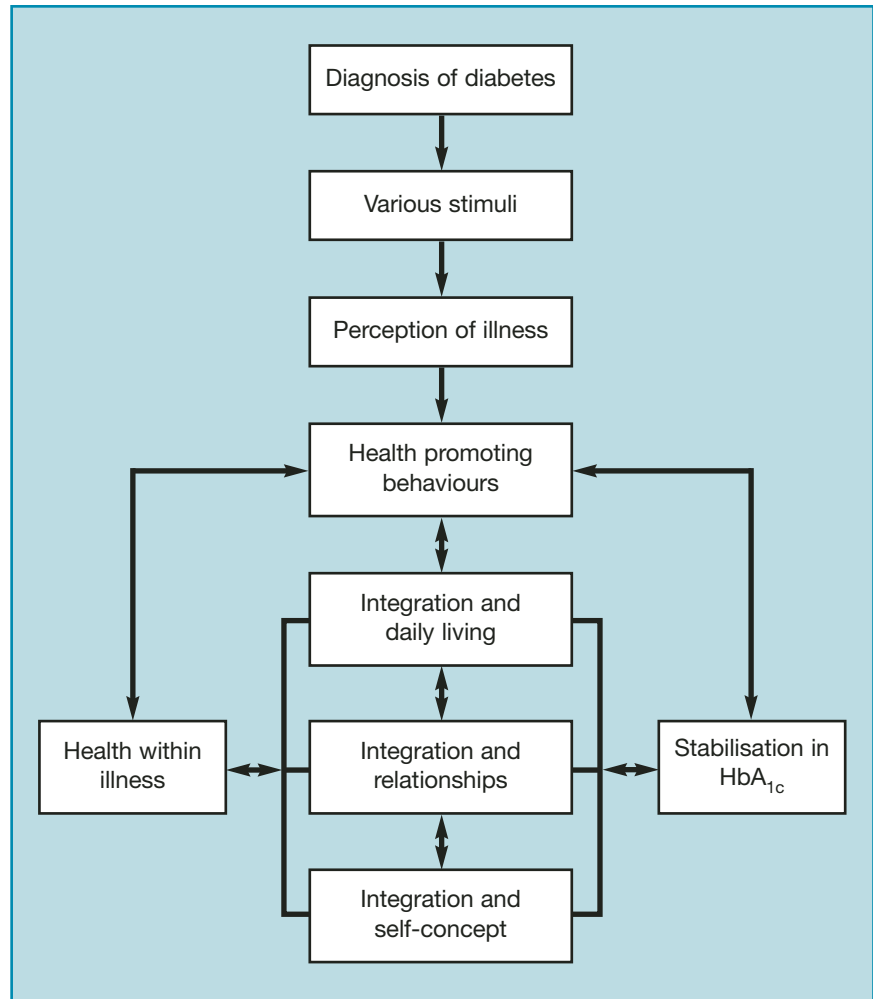 Diagnosis of diabetes
Various stimuli
Perception of illness
Health promoting
behaviours
Integration and
daily living
Health within
illness
Integration and
relationships
Stabilisation in
HbA1c
Integration and
self-concept